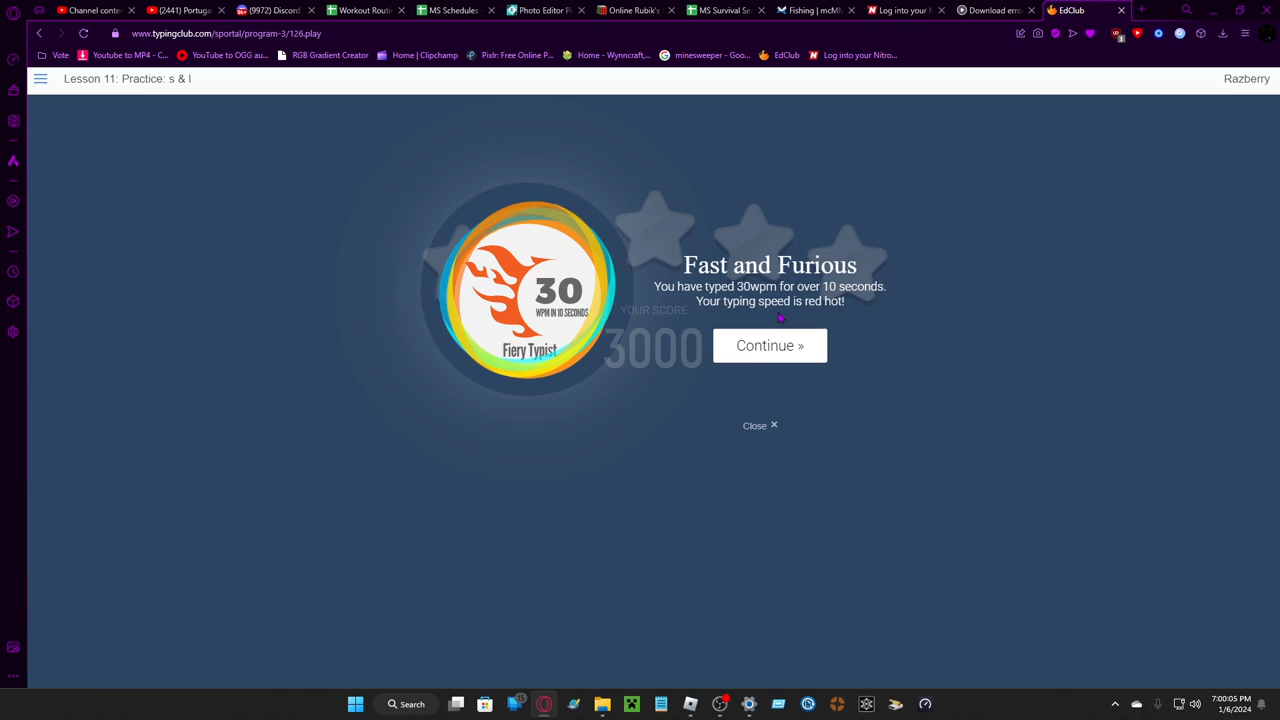 Channel conten
(2441) Portuga
(9972) Discord
Workout Routin
MS Schedules
Photo Editor
Online Rubik's
MS Survival Se
Fishing | mcMM
Log into your N
Download erro
EdClub
www.typingclub.com/sportal/program-3/126.play
Vote
Youtube to MP4 - C...
YouTube to OGG au...
RGB Gradient Creator
Home | Clipchamp
Pixlr: Free Online P...
Home - Wynncraft,...
minesweeper - Goo...
EdClub
Log into your Nitro...
Lesson 11: Practice: s & l
Razberry
30
WPM IN 10 SECONDS
Fiery Typist
YOUR SCORE
3000
Fast and Furious
You have typed 30wpm for over 10 seconds.
Your typing speed is red hot!
Continue »
Close ×
Search
15
7:00:05 PM
1/6/2024